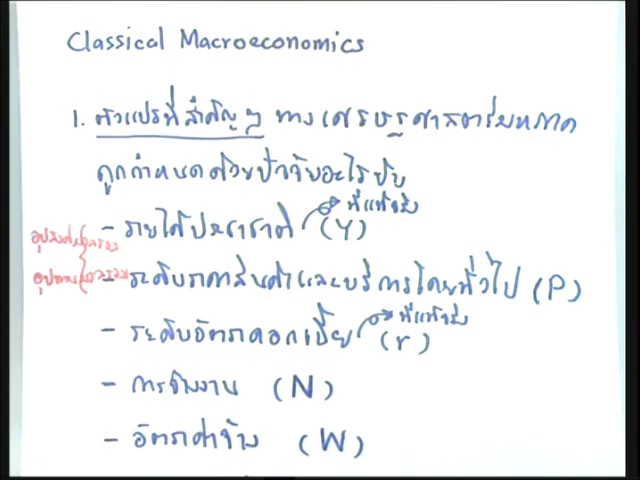 Classical Macroeconomics
1. ตัวแปรที่สำคัญๆ ทางเศรษฐศาสตร์มหภาค
ถูกกำหนดด้วยปัจจัยอะไรบ้าง
- รายได้ประชาชาติ (Y) → ที่แท้จริง
อุปสงค์มวลรวม
อุปทานมวลรวม
- ระดับราคาสินค้าและบริการโดยทั่วไป (P)
- ระดับอัตราดอกเบี้ย (r) → ที่แท้จริง
- การจ้างงาน (N)
- อัตราค่าจ้าง (W)